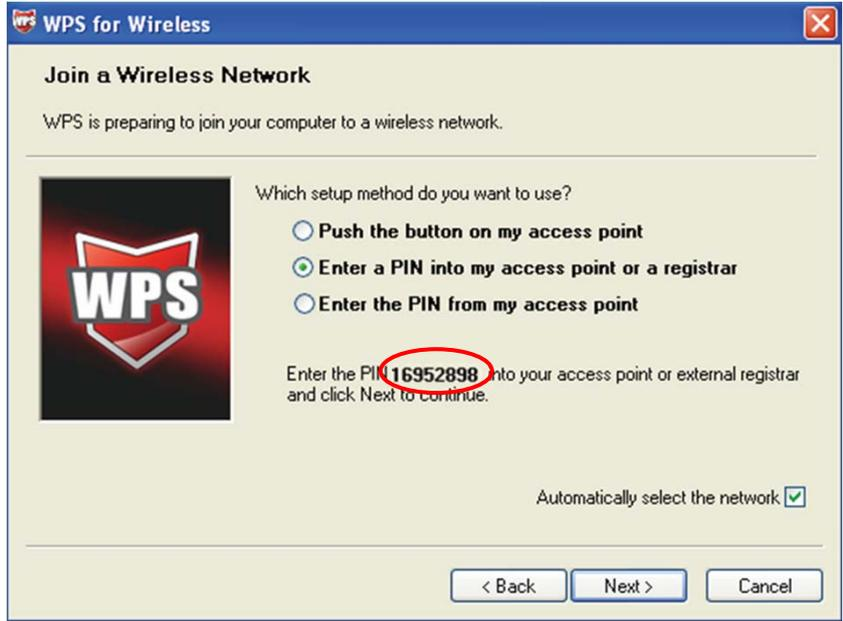 WPS for Wireless
Join a Wireless Network
WPS is preparing to join your computer to a wireless network.
Which setup method do you want to use?
Push the button on my access point
Enter a PIN into my access point or a registrar
Enter the PIN from my access point
WPS
Enter the PIN 16952898 into your access point or external registrar
and click Next to continue.
Automatically select the network
< Back
Next >
Cancel